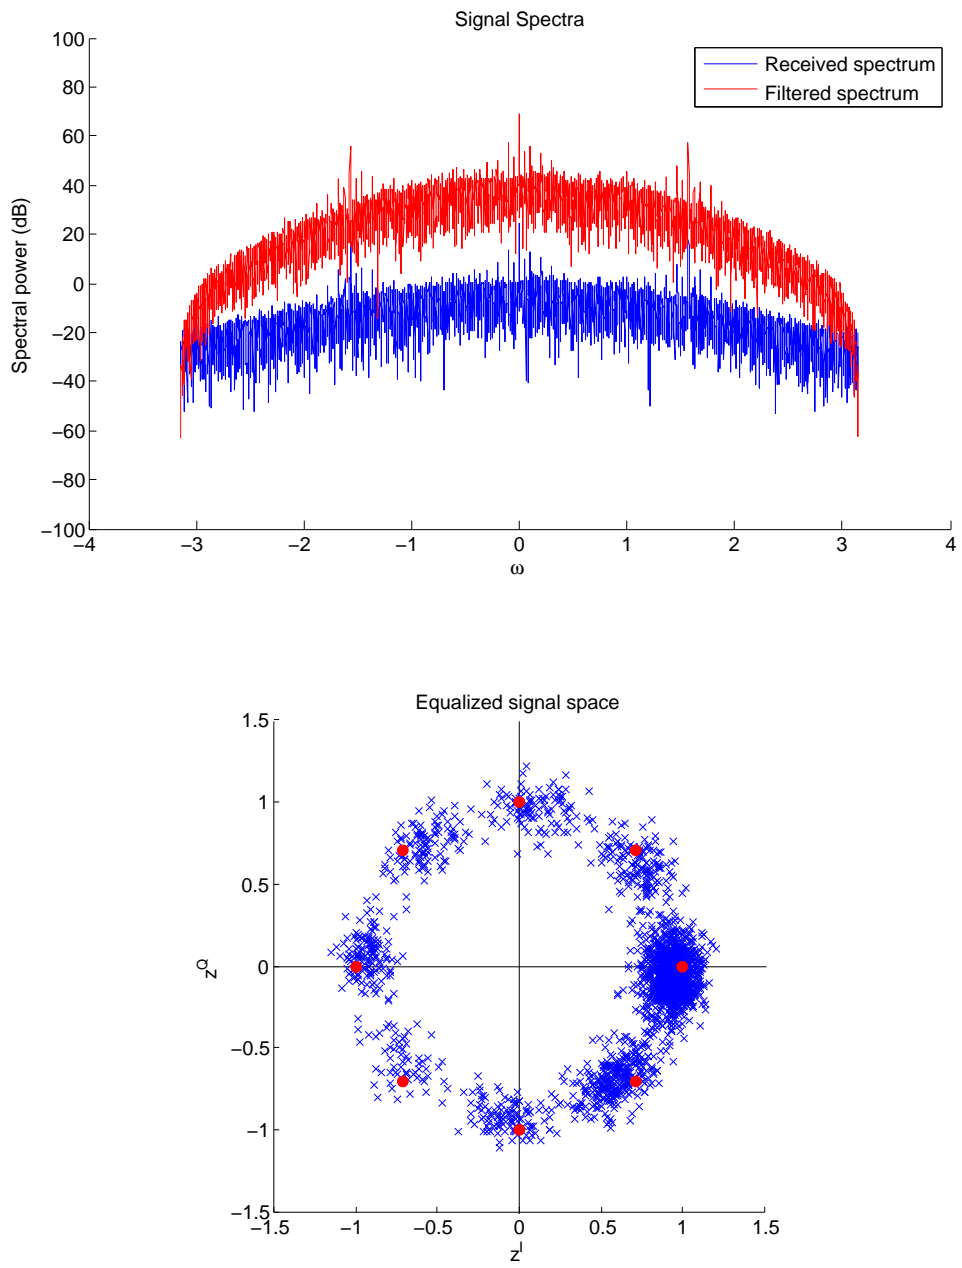 Signal Spectra
100
80
60
40
20
0
−20
−40
−60
−80
−100
Spectral power (dB)
Received spectrum
Filtered spectrum
−4 −3 −2 −1 0 1 2 3 4
ω
Equalized signal space
1.5
1
0.5
0
−0.5
−1
−1.5
z^Q
−1.5 −1 −0.5 0 0.5 1 1.5
z^I